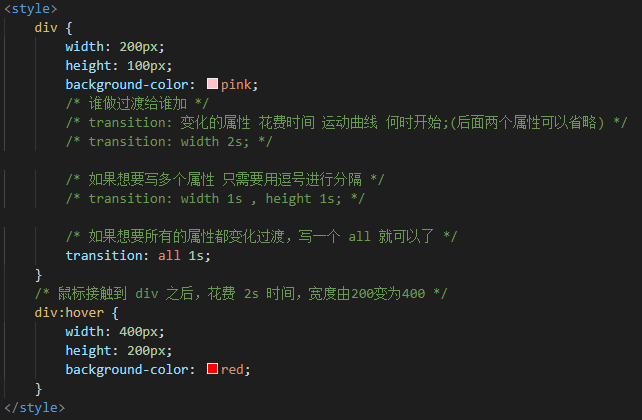 <style>
div {
width: 200px;
height: 100px;
background-color: pink;
/* 谁做过渡给谁加 */
/* transition: 变化的属性 花费时间 运动曲线 何时开始;(后面两个属性可以省略) */
/* transition: width 2s; */
/* 如果想要写多个属性 只需要用逗号进行分隔 */
/* transition: width 1s , height 1s; */
/* 如果想要所有的属性都变化过渡，写一个 all 就可以了 */
transition: all 1s;
}
/* 鼠标接触到 div 之后，花费 2s 时间，宽度由200变为400 */
div:hover {
width: 400px;
height: 200px;
background-color: red;
}
</style>